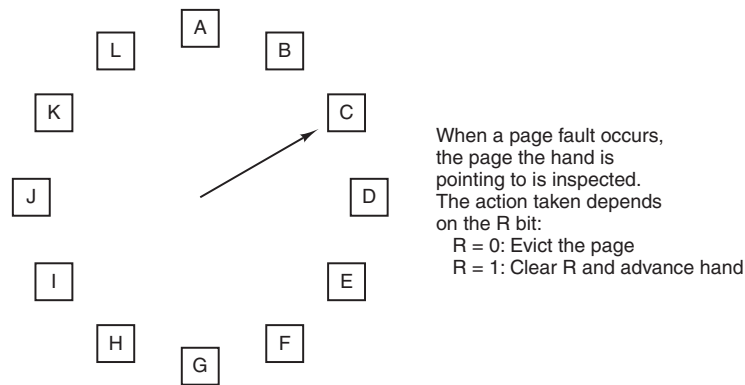 A
L
B
K
C
J
D
I
E
H
F
G
When a page fault occurs,
the page the hand is
pointing to is inspected.
The action taken depends
on the R bit:
R = 0: Evict the page
R = 1: Clear R and advance hand